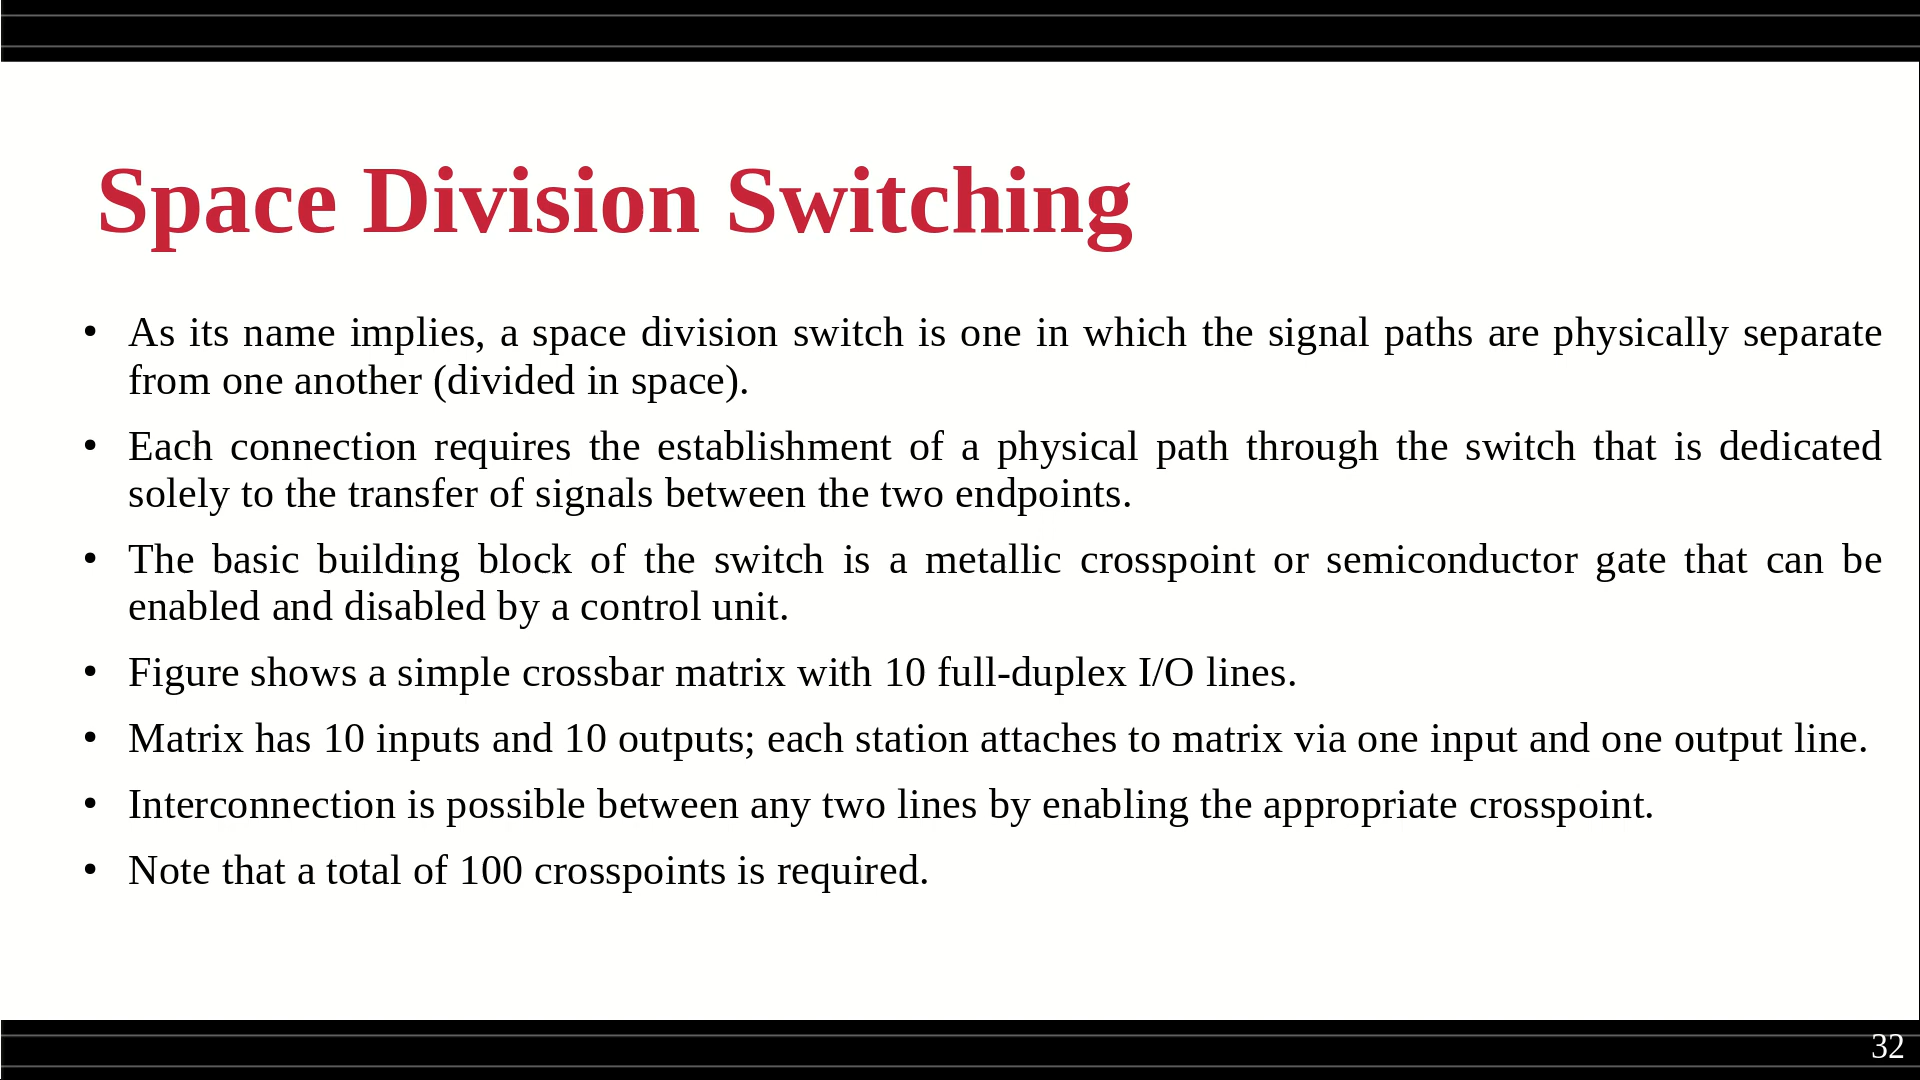 Space Division Switching
• As its name implies, a space division switch is one in which the signal paths are physically separate
from one another (divided in space).
• Each connection requires the establishment of a physical path through the switch that is dedicated
solely to the transfer of signals between the two endpoints.
• The basic building block of the switch is a metallic crosspoint or semiconductor gate that can be
enabled and disabled by a control unit.
• Figure shows a simple crossbar matrix with 10 full-duplex I/O lines.
• Matrix has 10 inputs and 10 outputs; each station attaches to matrix via one input and one output line.
• Interconnection is possible between any two lines by enabling the appropriate crosspoint.
• Note that a total of 100 crosspoints is required.
32